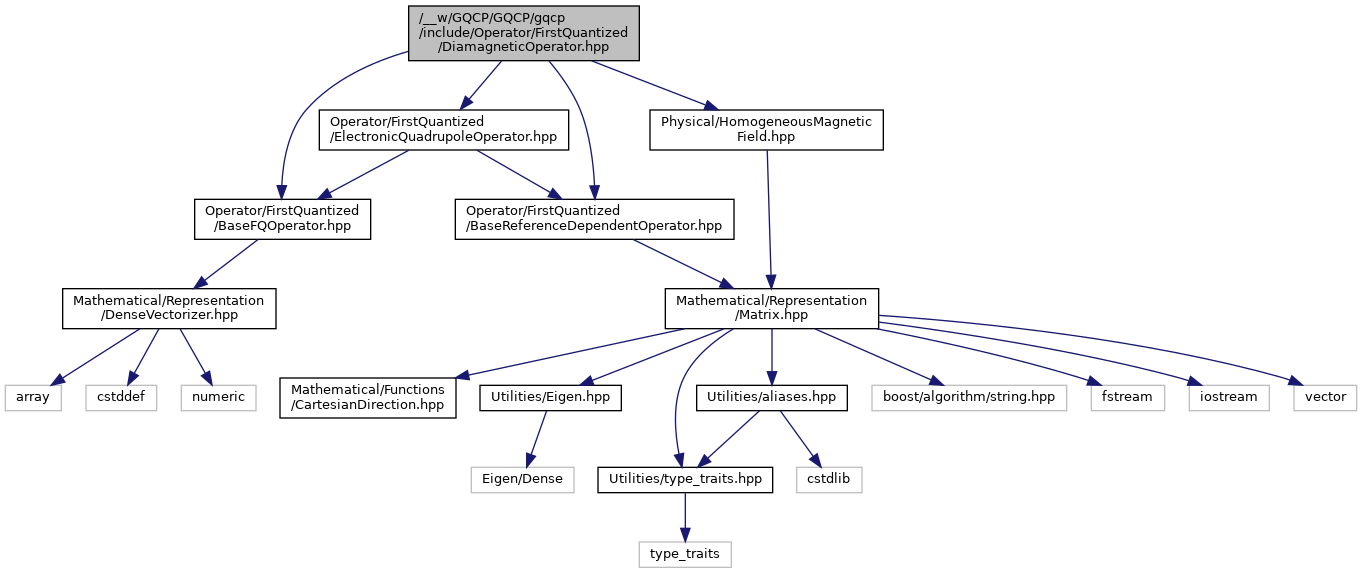 /__w/GQCP/GQCP/gqcp
/include/Operator/FirstQuantized
/DiamagneticOperator.hpp
Operator/FirstQuantized
/ElectronicQuadrupoleOperator.hpp
Physical/HomogeneousMagnetic
Field.hpp
Operator/FirstQuantized
/BaseFQOperator.hpp
Operator/FirstQuantized
/BaseReferenceDependentOperator.hpp
Mathematical/Representation
/DenseVectorizer.hpp
Mathematical/Representation
/Matrix.hpp
array
cstddef
numeric
Mathematical/Functions
/CartesianDirection.hpp
Utilities/Eigen.hpp
Utilities/aliases.hpp
boost/algorithm/string.hpp
fstream
iostream
vector
Eigen/Dense
Utilities/type_traits.hpp
cstdlib
type_traits